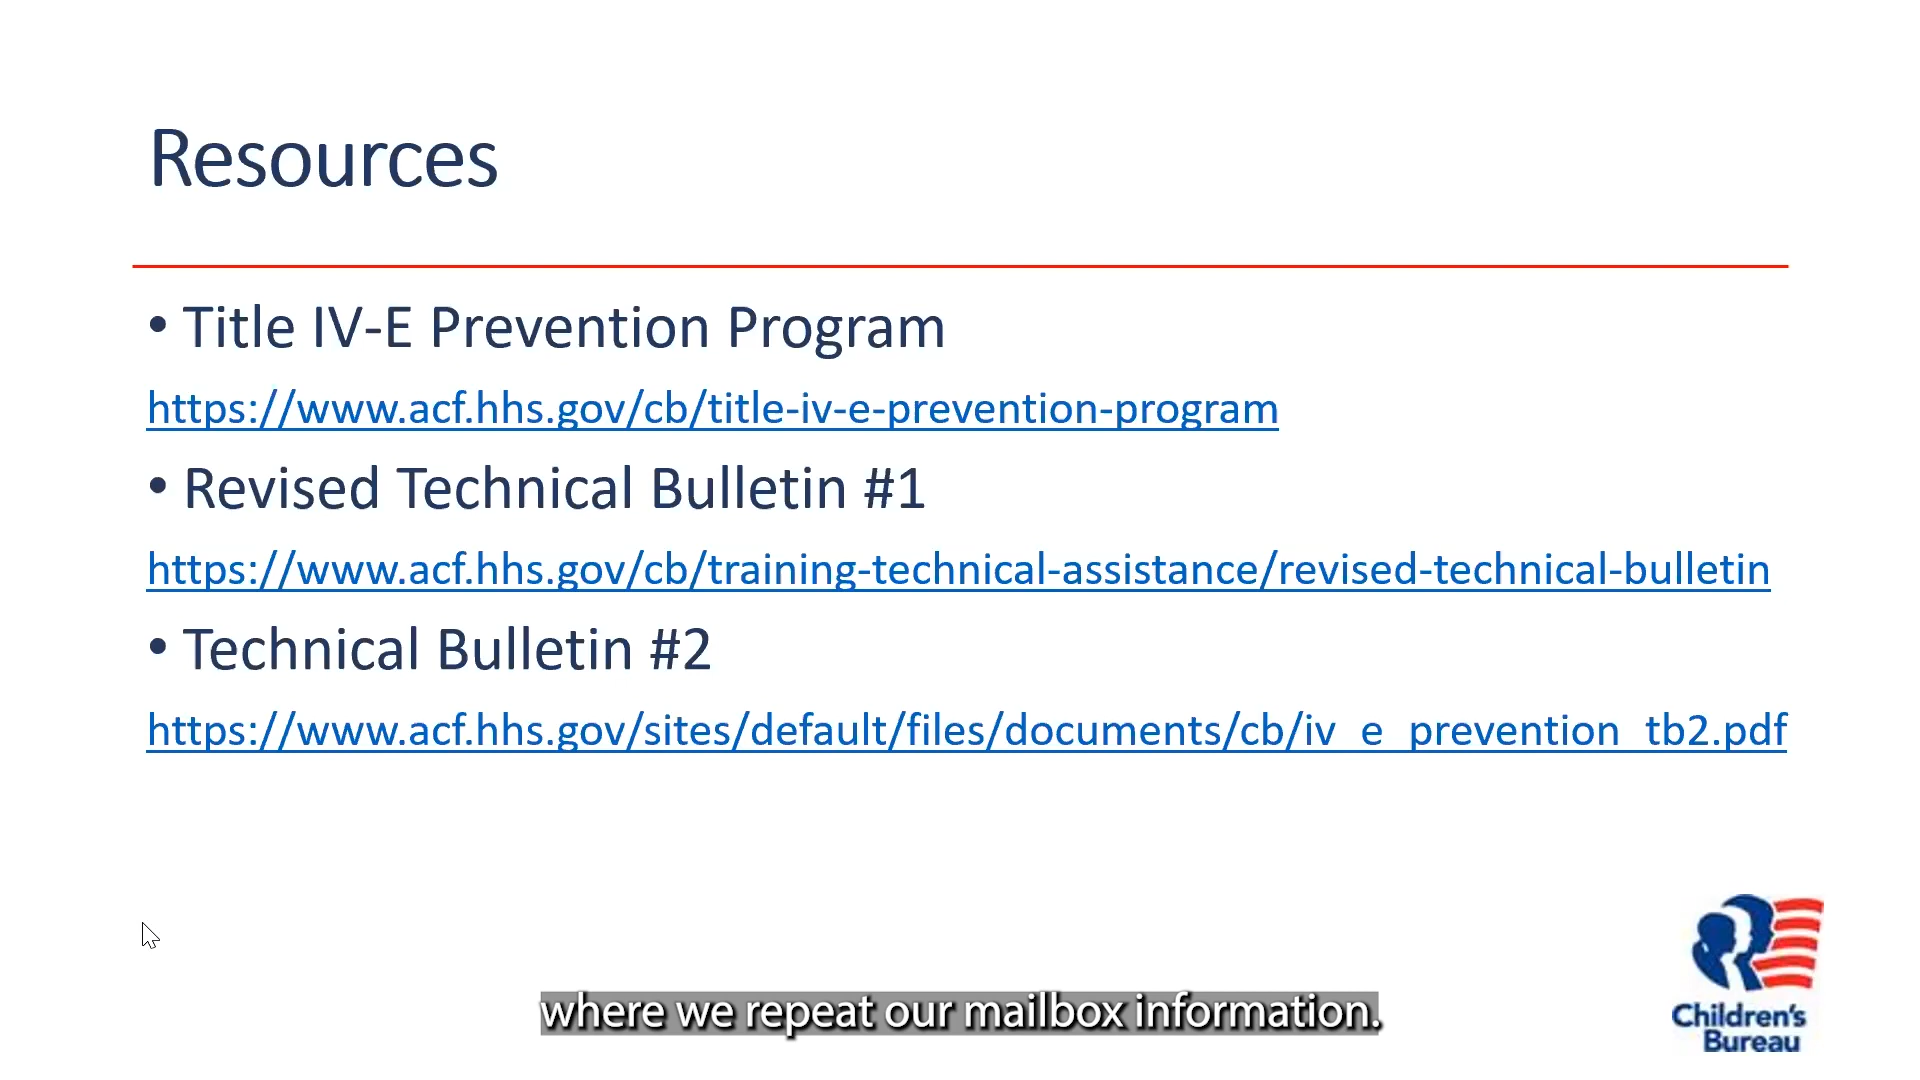 Resources
• Title IV-E Prevention Program
https://www.acf.hhs.gov/cb/title-iv-e-prevention-program
• Revised Technical Bulletin #1
https://www.acf.hhs.gov/cb/training-technical-assistance/revised-technical-bulletin
• Technical Bulletin #2
https://www.acf.hhs.gov/sites/default/files/documents/cb/iv_e_prevention_tb2.pdf
where we repeat our mailbox information.
Children's
Bureau